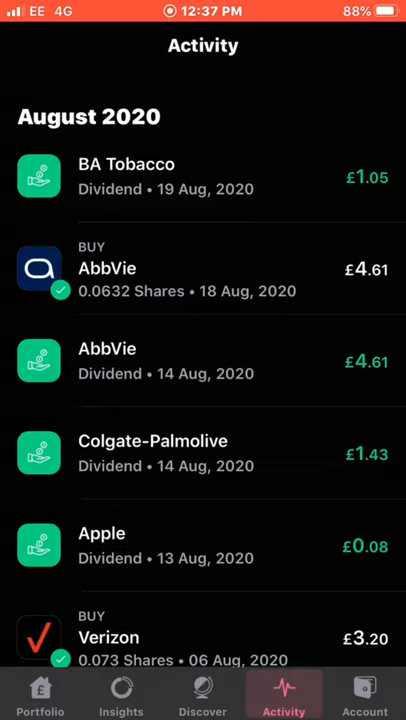 EE 4G 12:37 PM 88%
Activity
August 2020
BA Tobacco
Dividend • 19 Aug, 2020
£1.05
BUY
AbbVie
0.0632 Shares • 18 Aug, 2020
£4.61
AbbVie
Dividend • 14 Aug, 2020
£4.61
Colgate-Palmolive
Dividend • 14 Aug, 2020
£1.43
Apple
Dividend • 13 Aug, 2020
£0.08
BUY
Verizon
0.073 Shares • 06 Aug, 2020
£3.20
£
Portfolio Insights Discover Activity Account